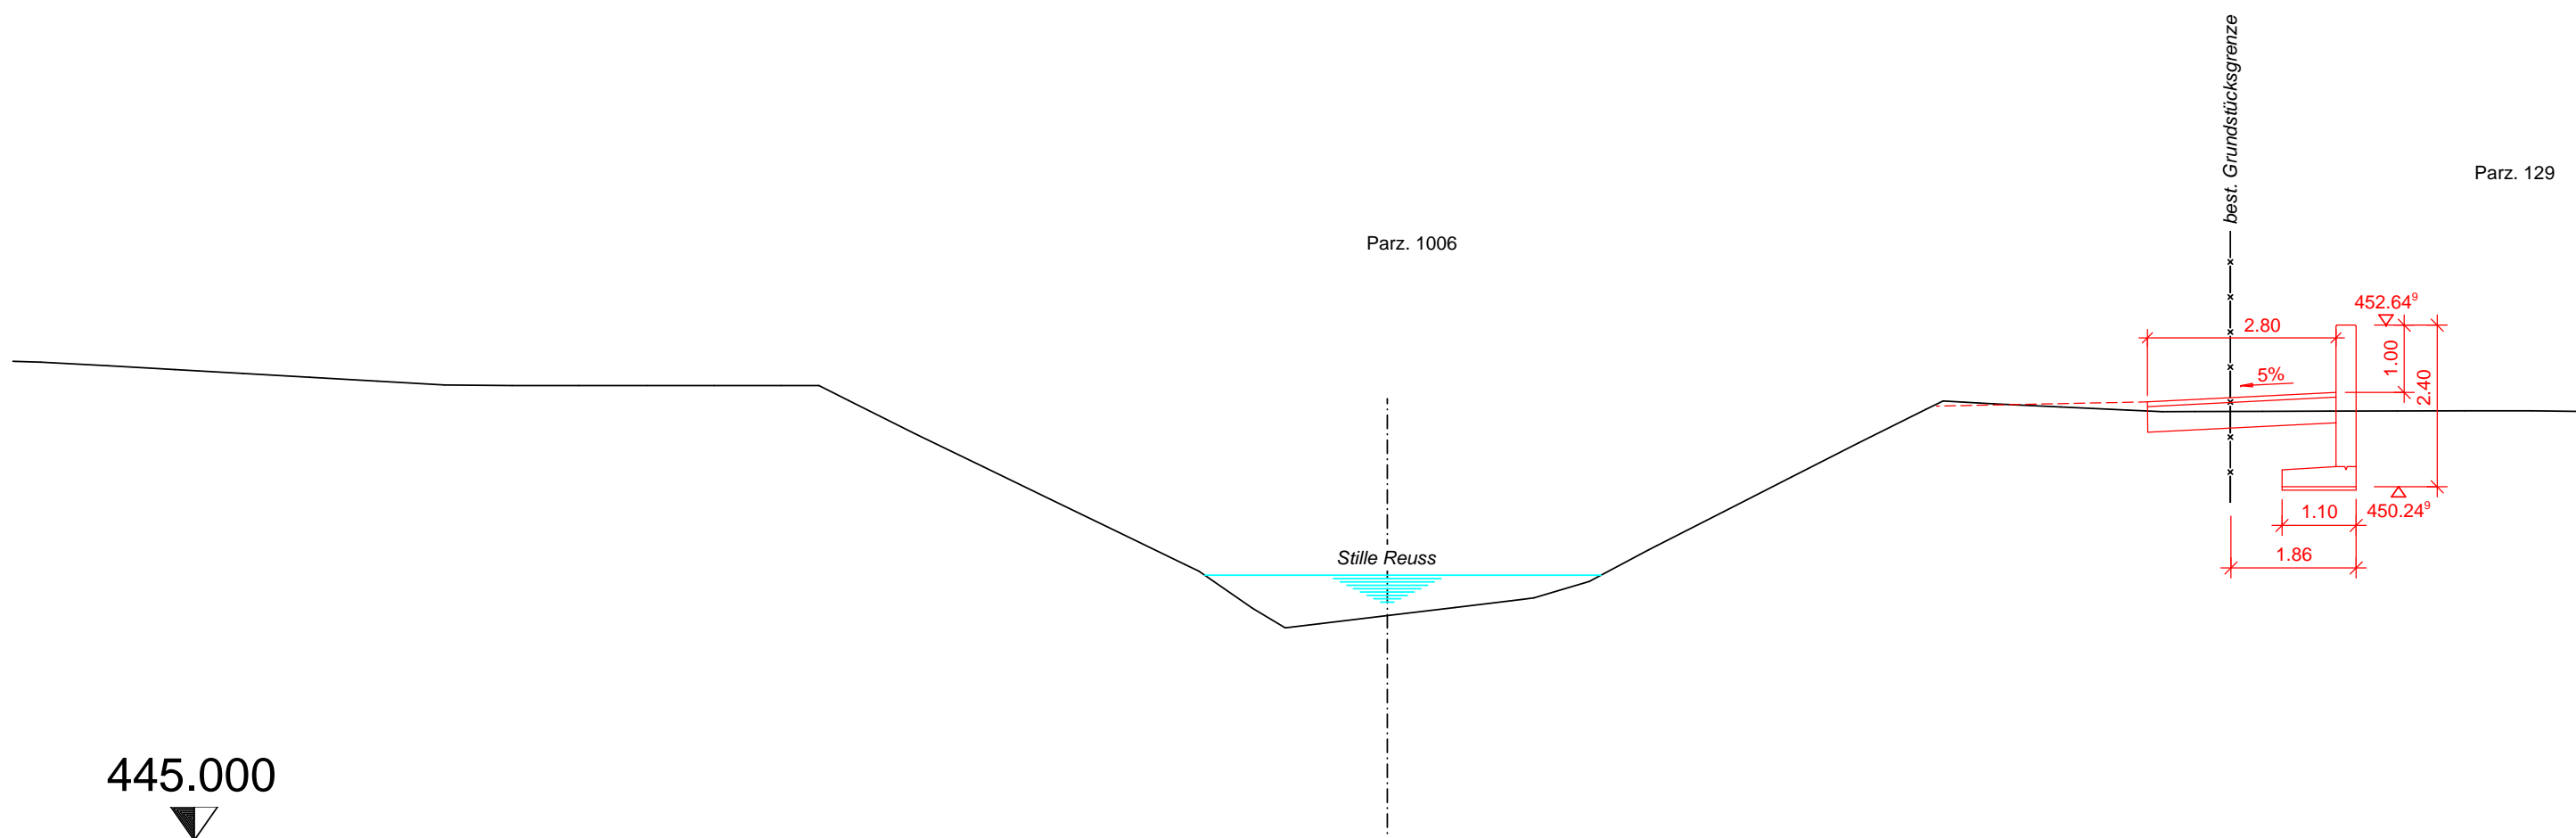 best. Grundstücksgrenze
Parz. 129
Parz. 1006
452.64⁹
2.80
1.00
5%
2.40
1.10
450.24⁹
Stille Reuss
1.86
445.000